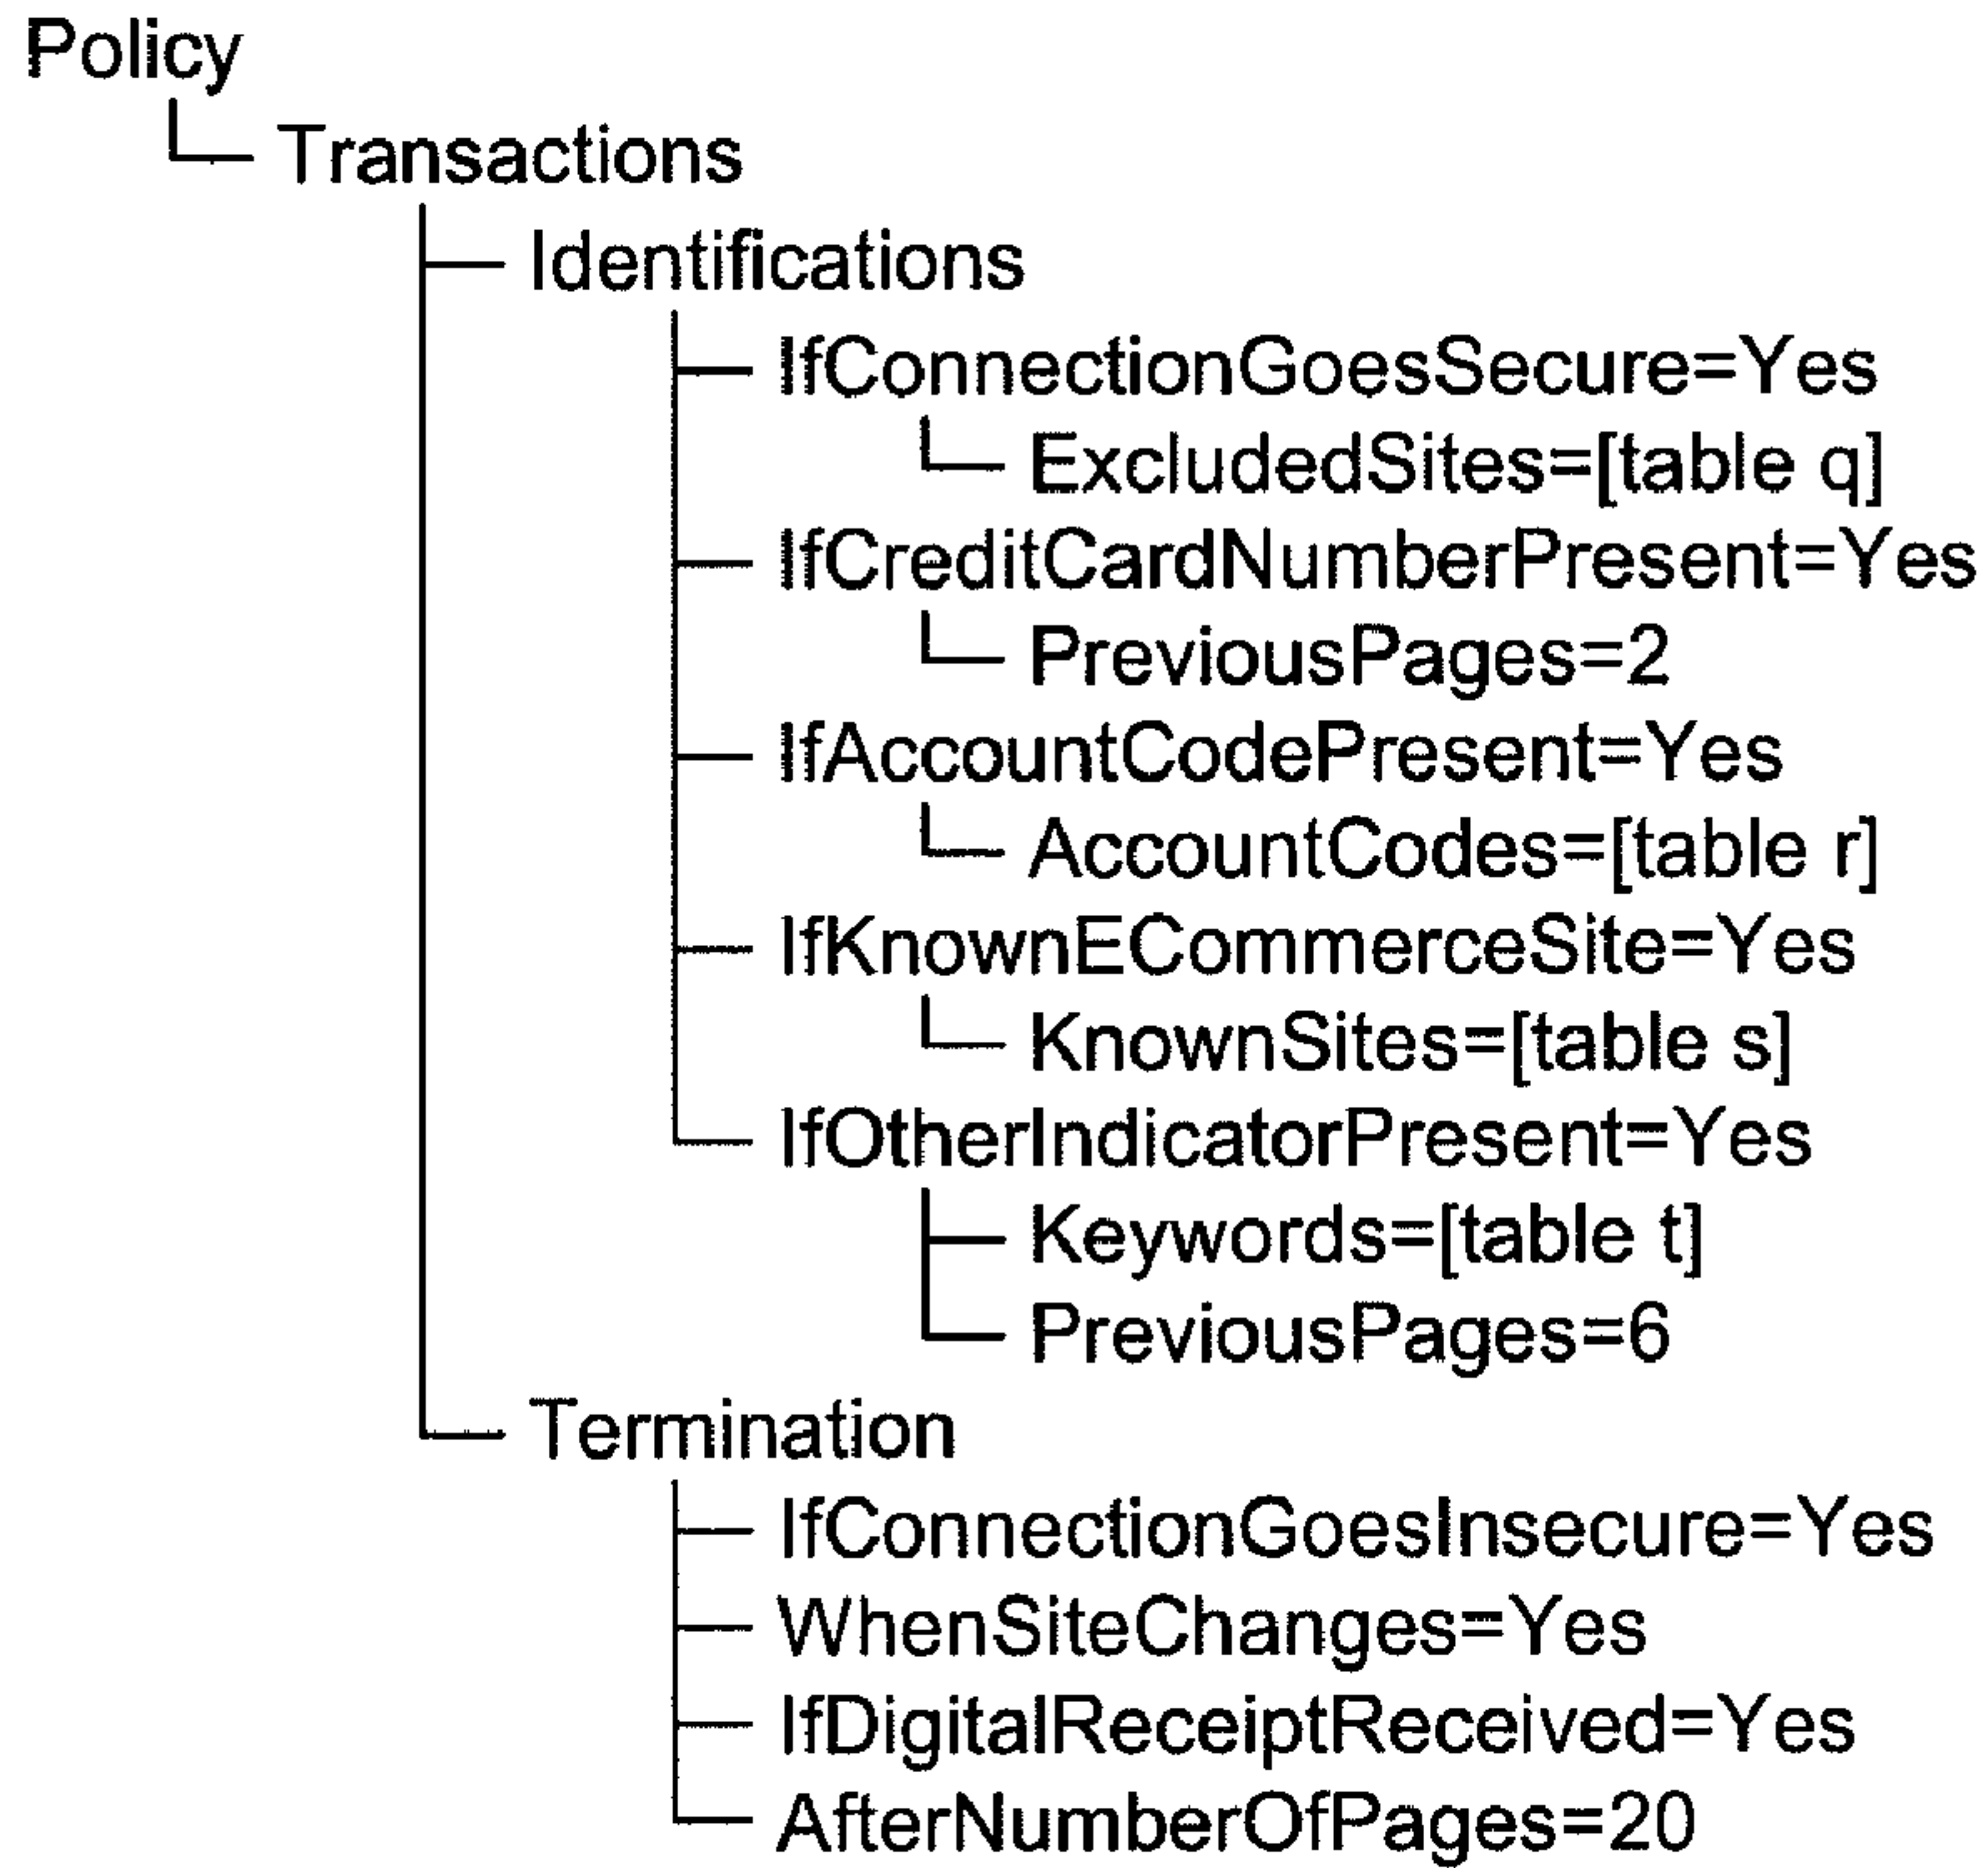 Policy
Transactions
Identifications
IfConnectionGoesSecure=Yes
ExcludedSites=[table q]
IfCreditCardNumberPresent=Yes
PreviousPages=2
IfAccountCodePresent=Yes
AccountCodes=[table r]
IfKnownECommerceSite=Yes
KnownSites=[table s]
IfOtherIndicatorPresent=Yes
Keywords=[table t]
PreviousPages=6
Termination
IfConnectionGoesInsecure=Yes
WhenSiteChanges=Yes
IfDigitalReceiptReceived=Yes
AfterNumberOfPages=20